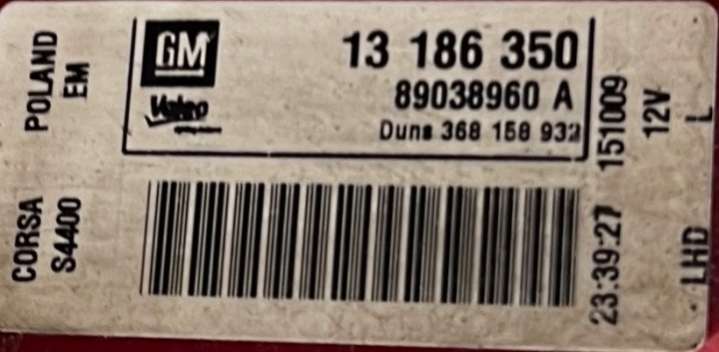 POLAND
EM
CORSA
S4400
GM
Valeo
13 186 350
89038960 A
Duns 368 158 932
151009
23:39:27
12V
L
LHD